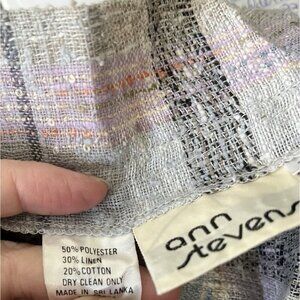 50% POLYESTER
30% LINEN
20% COTTON
DRY CLEAN ONLY
MADE IN SRI LANKA
ann
stevens